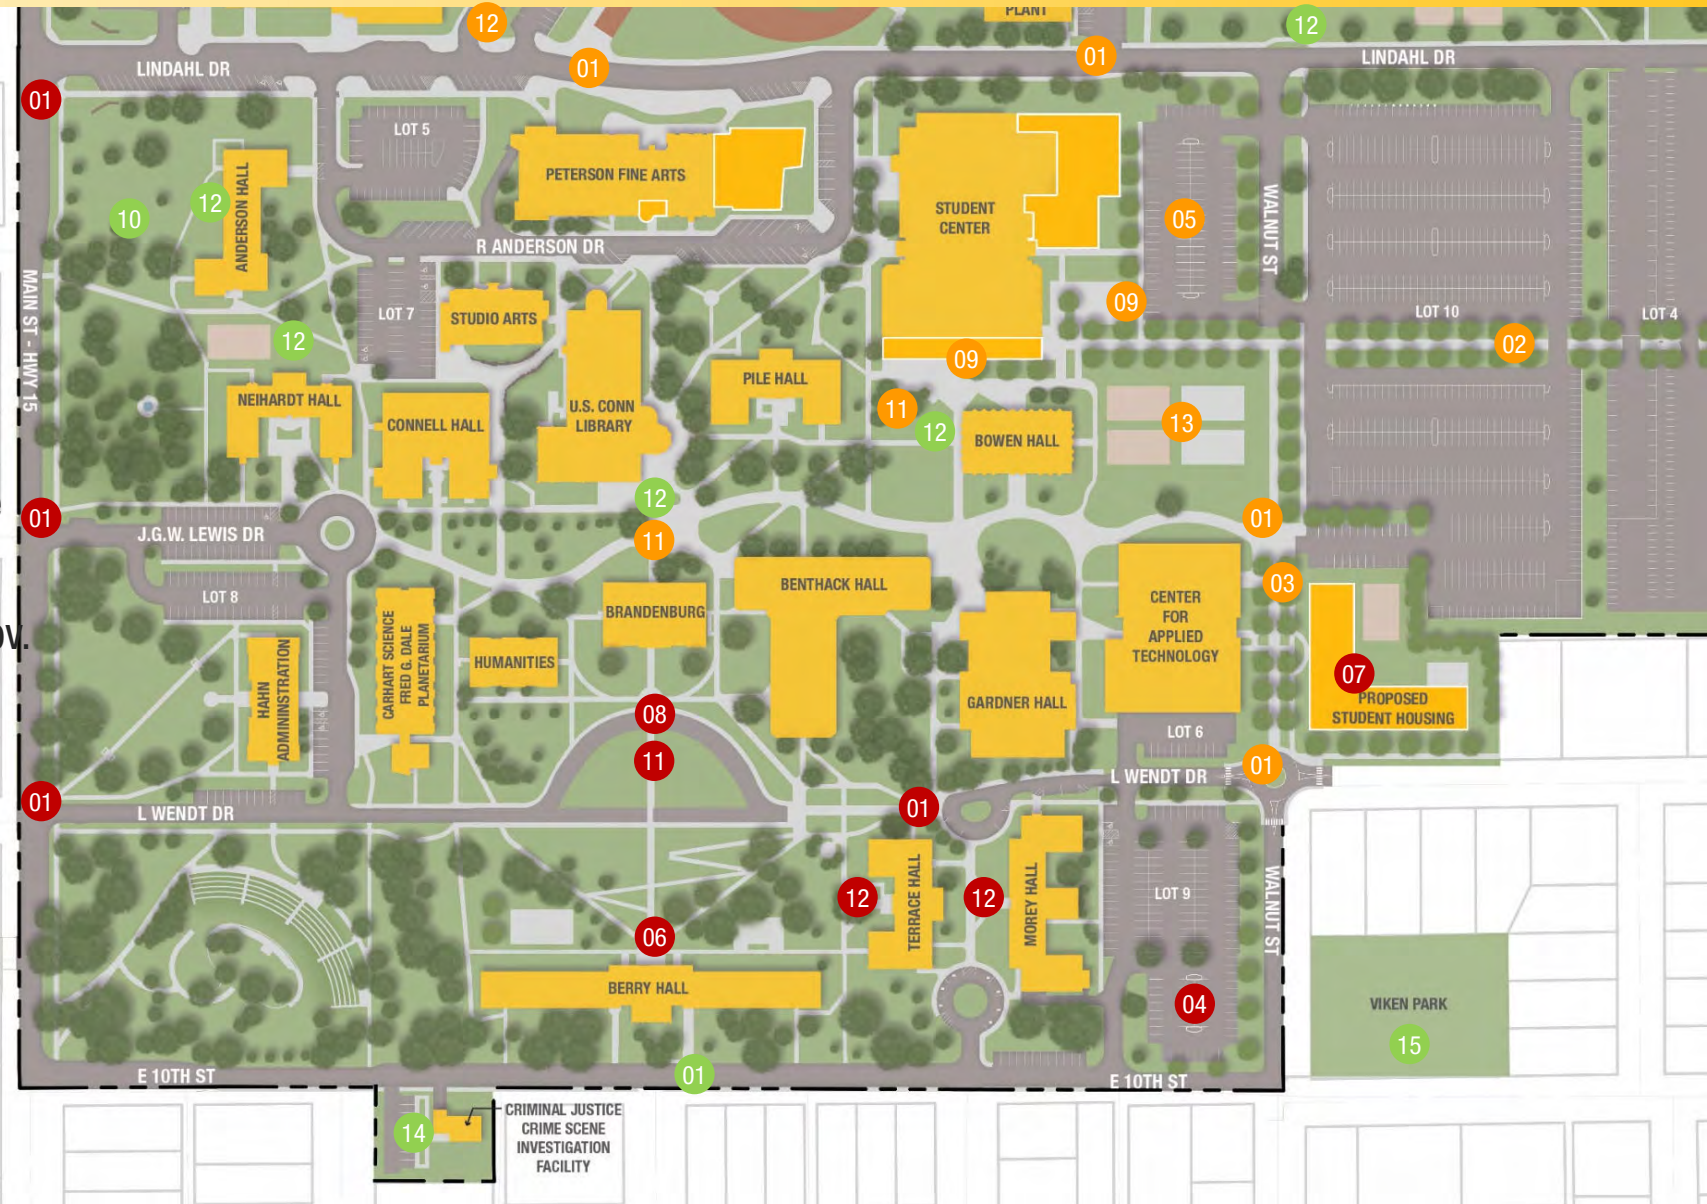 PLANT
12
12
01
01
LINDAHL DR
LINDAHL DR
01
LOT 5
ANDERSON HALL
12
10
PETERSON FINE ARTS
STUDENT
CENTER
05
WALNUT ST
R ANDERSON DR
MAIN ST - HWY 15
LOT 7
STUDIO ARTS
09
LOT 10
LOT 4
12
02
09
PILE HALL
NEIHARDT HALL
CONNELL HALL
U.S. CONN
LIBRARY
11
12
13
BOWEN HALL
12
01
01
J.G.W. LEWIS DR
11
BENTHACK HALL
03
LOT 8
BRANDENBURG
CENTER
FOR
APPLIED
TECHNOLOGY
OV.
HAHN
ADMININSTRATION
CARHART SCIENCE
FRED G. DALE
PLANETARIUM
HUMANITIES
07
PROPOSED
STUDENT HOUSING
GARDNER HALL
08
LOT 6
11
01
L WENDT DR
01
L WENDT DR
01
12
TERRACE HALL
12
MOREY HALL
LOT 9
WALNUT ST
06
BERRY HALL
04
VIKEN PARK
15
E 10TH ST
01
E 10TH ST
14
CRIMINAL JUSTICE
CRIME SCENE
INVESTIGATION
FACILITY